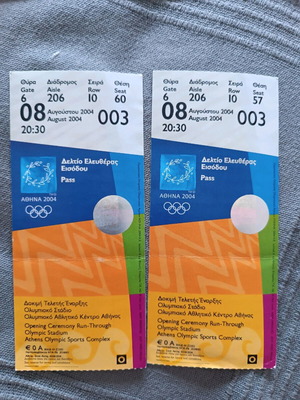 Θύρα Διάδρομος Σειρά Θέση
Gate Aisle Row Seat
6 206 10 60
08 Αυγούστου 2004
August 2004
003
20:30
Δελτίο Ελευθέρας
Εισόδου
Pass
ΑΘΗΝΑ 2004
Δοκιμή Τελετής Έναρξης
Ολυμπιακό Στάδιο
Ολυμπιακό Αθλητικό Κέντρο Αθήνας
Opening Ceremony Run-Through
Olympic Stadium
Athens Olympic Sports Complex
€ 0 A
Θύρα Διάδρομος Σειρά Θέση
Gate Aisle Row Seat
6 206 10 57
08 Αυγούστου 2004
August 2004
003
20:30
Δελτίο Ελευθέρας
Εισόδου
Pass
ΑΘΗΝΑ 2004
Δοκιμή Τελετής Έναρξης
Ολυμπιακό Στάδιο
Ολυμπιακό Αθλητικό Κέντρο Αθήνας
Opening Ceremony Run-Through
Olympic Stadium
Athens Olympic Sports Complex
€ 0 A